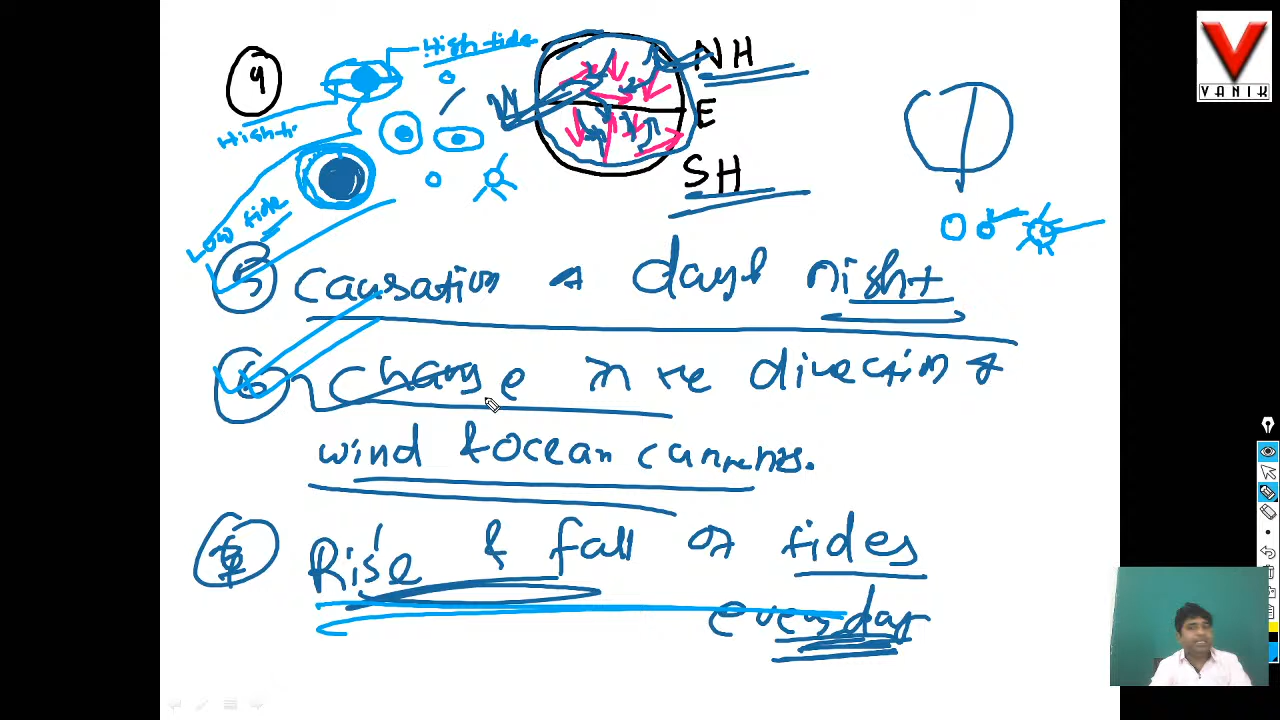 4
High tide
NH
E
SH
High t
Low tide
V
VANIK
5 Causation of day & night
6 Change in the direction of
wind & ocean currents.
Rise & fall of tides
everyday